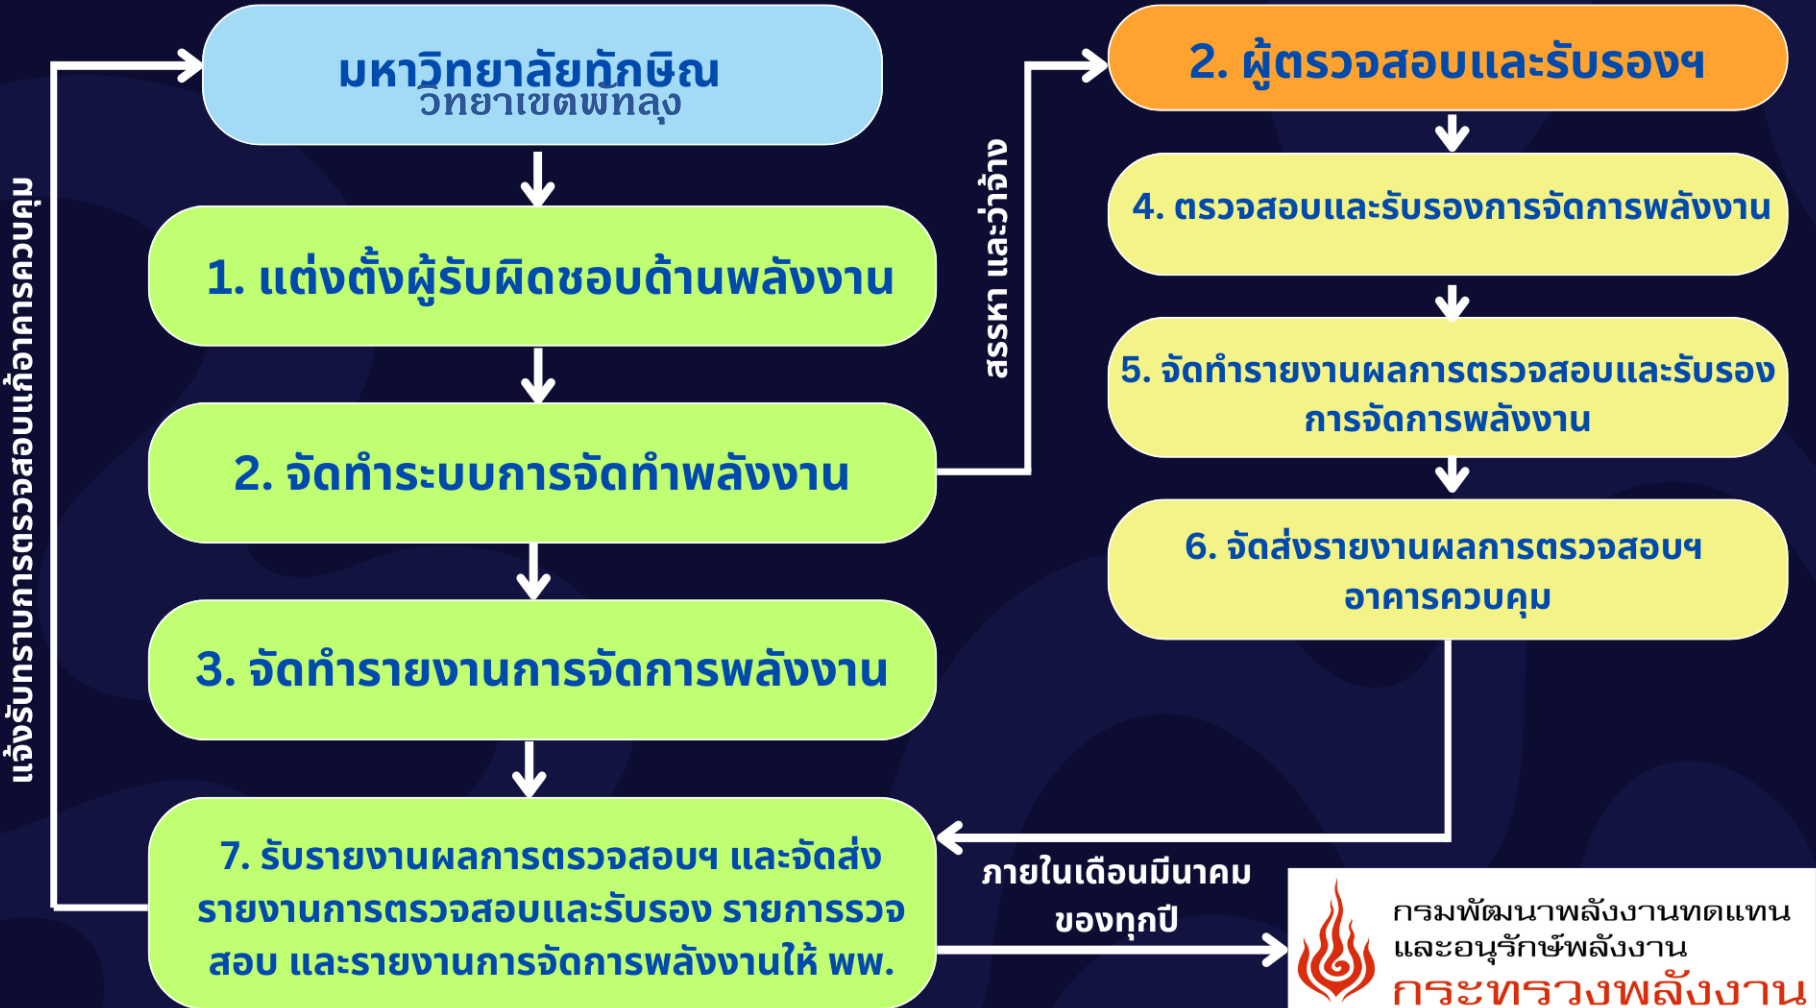 มหาวิทยาลัยทักษิณ
วิทยาเขตพัทลุง
1. แต่งตั้งผู้รับผิดชอบด้านพลังงาน
2. จัดทำระบบการจัดทำพลังงาน
3. จัดทำรายงานการจัดการพลังงาน
7. รับรายงานผลการตรวจสอบฯ และจัดส่ง
รายงานการตรวจสอบและรับรอง รายการรวจ
สอบ และรายงานการจัดการพลังงานให้ พพ.
แจ้งรับทราบการตรวจสอบแก้อาคารควบคุม
สรรหา และว่าจ้าง
2. ผู้ตรวจสอบและรับรองฯ
4. ตรวจสอบและรับรองการจัดการพลังงาน
5. จัดทำรายงานผลการตรวจสอบและรับรอง
การจัดการพลังงาน
6. จัดส่งรายงานผลการตรวจสอบฯ
อาคารควบคุม
ภายในเดือนมีนาคม
ของทุกปี
กรมพัฒนาพลังงานทดแทน
และอนุรักษ์พลังงาน
กระทรวงพลังงาน